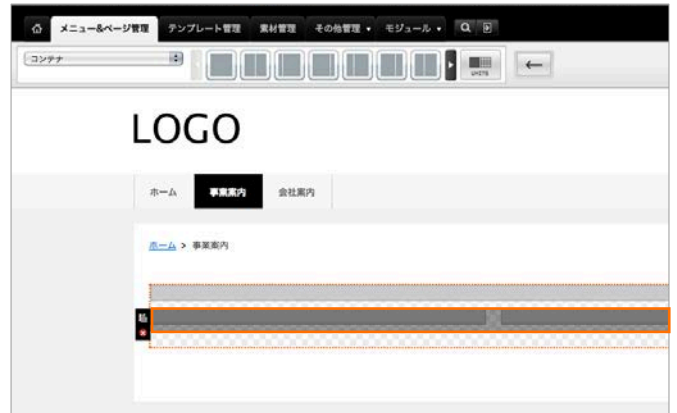 メニュー&ページ管理 テンプレート管理 素材管理 その他管理 モジュール
コンテナ
UNITS
LOGO
ホーム 事業案内 会社案内
ホーム > 事業案内